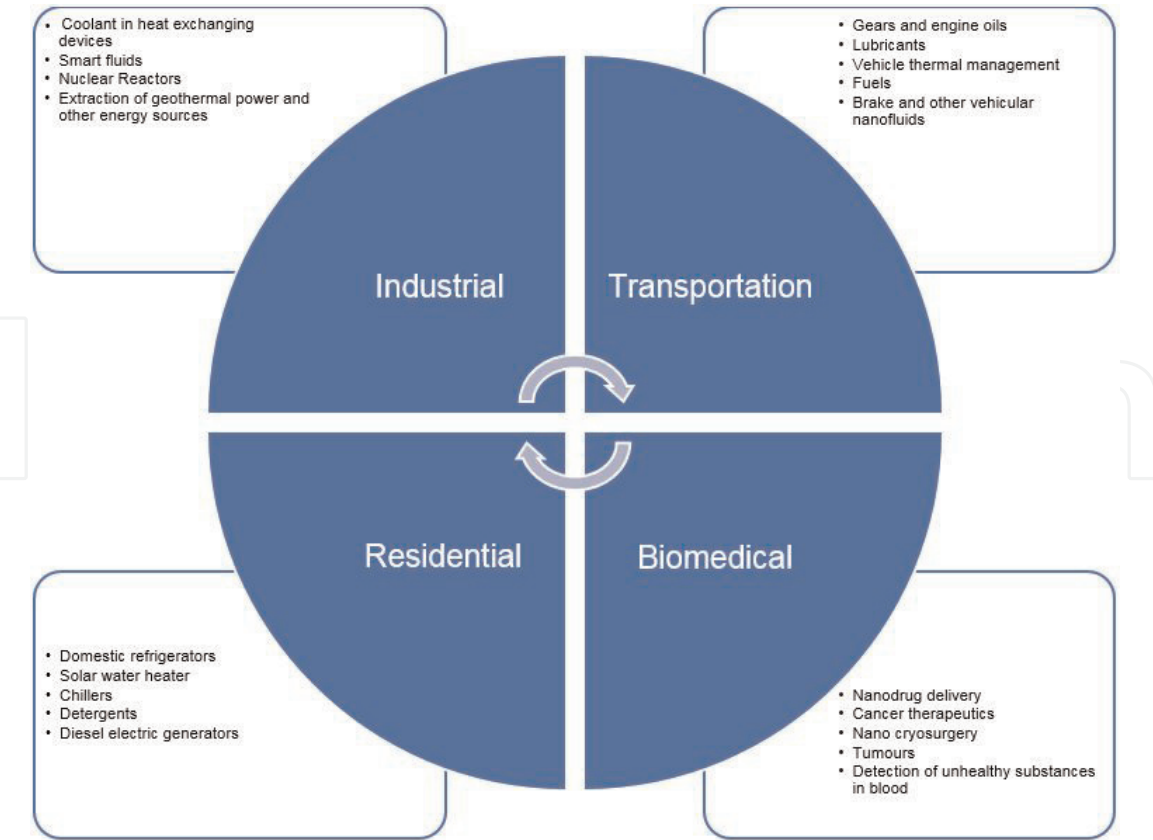 • Coolant in heat exchanging
devices
• Smart fluids
• Nuclear Reactors
• Extraction of geothermal power and
other energy sources
• Gears and engine oils
• Lubricants
• Vehicle thermal management
• Fuels
• Brake and other vehicular
nanofluids
Industrial
Transportation
Residential
Biomedical
• Domestic refrigerators
• Solar water heater
• Chillers
• Detergents
• Diesel electric generators
• Nanodrug delivery
• Cancer therapeutics
• Nano cryosurgery
• Tumours
• Detection of unhealthy substances
in blood